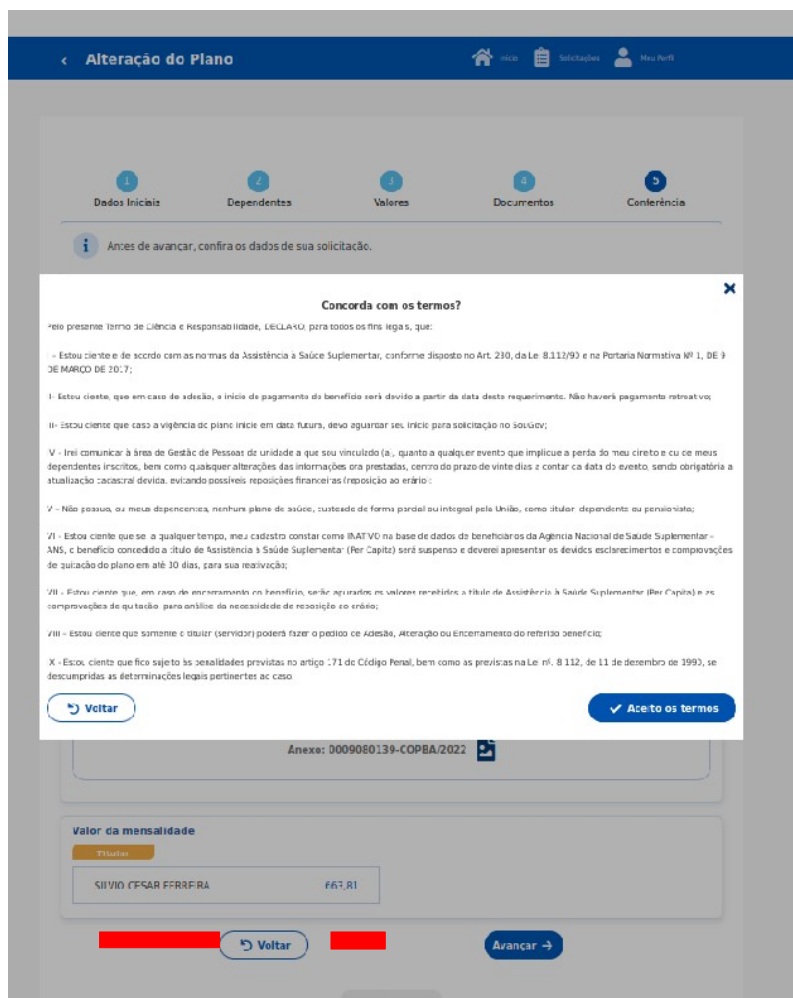 Alteração do Plano
Início
Solicitações
Meu Perfil
1
2
3
4
5
Dados Iniciais
Dependentes
Valores
Documentos
Conferência
Antes de avançar, confira os dados de sua solicitação.
Concorda com os termos?
Pelo presente Termo de Ciência e Responsabilidade, DECLARO, para todos os fins legais, que:
I – Estou ciente e de acordo com as normas da Assistência à Saúde Suplementar, conforme disposto no Art. 230, da Lei 8.112/90 e na Portaria Normativa Nº 1, DE 9
DE MARÇO DE 2017;
II- Estou ciente, que em caso de adesão, o início do pagamento do benefício será devido a partir da data deste requerimento. Não haverá pagamento retroativo;
III- Estou ciente que caso a vigência do plano inicie em data futura, devo aguardar seu início para solicitação no SouGov;
IV - Irei comunicar à área de Gestão de Pessoas da unidade a que sou vinculado (a), quanto a qualquer evento que implique a perda do meu direito e ou de meus
dependentes inscritos, bem como quaisquer alterações das informações ora prestadas, dentro do prazo de vinte dias a contar da data do evento, sendo obrigatória a
atualização cadastral devida, evitando possíveis reposições financeiras (reposição ao erário);
V – Não possuo, ou meus dependentes, nenhum plano de saúde, custeado de forma parcial ou integral pela União, como titular, dependente ou pensionista;
VI – Estou ciente que se, a qualquer tempo, meu cadastro constar como INATIVO na base de dados de beneficiários da Agência Nacional de Saúde Suplementar –
ANS, o benefício concedido a título de Assistência à Saúde Suplementar (Per Capita) será suspenso e deverei apresentar os devidos esclarecimentos e comprovações
de quitação do plano em até 30 dias, para sua reativação;
VII - Estou ciente que, em caso de encerramento do benefício, serão apurados os valores recebidos a título de Assistência à Saúde Suplementar (Per Capita) e as
comprovações de quitação, para análise da necessidade de reposição ao erário;
VIII – Estou ciente que somente o titular (servidor) poderá fazer o pedido de Adesão, Alteração ou Encerramento do referido benefício;
IX - Estou ciente que fico sujeito às penalidades previstas no artigo 171 do Código Penal, bem como as previstas na Lei nº. 8.112, de 11 de dezembro de 1990, se
descumpridas as determinações legais pertinentes ao caso.
Voltar
Aceito os termos
Anexo: 0009080139-COPBA/2022
Valor da mensalidade
Titular
SILVIO CESAR FERREIRA
663,81
Voltar
Avançar